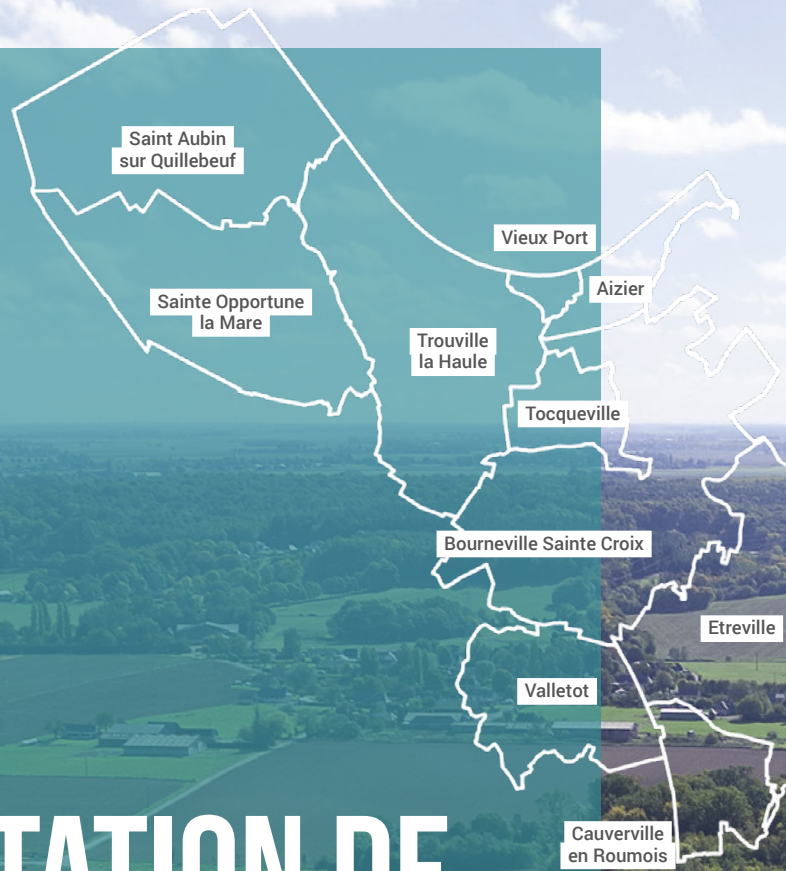 Saint Aubin
sur Quillebeuf
Vieux Port
Aizier
Sainte Opportune
la Mare
Trouville
la Haule
Tocqueville
Bourneville Sainte Croix
Etreville
Valletot
TATION DE
Cauverville
en Roumois